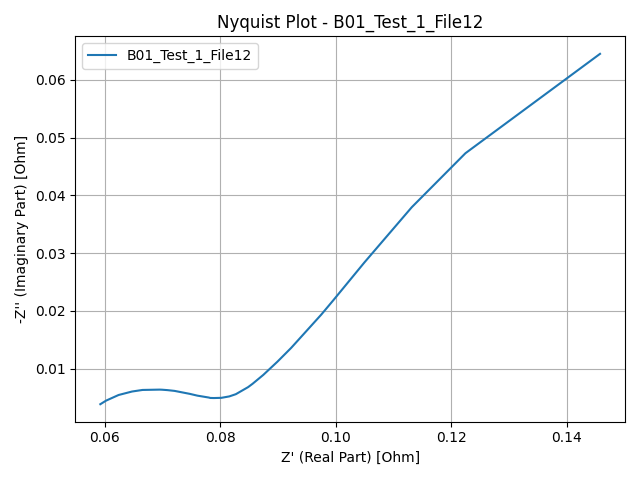 Nyquist Plot - B01_Test_1_File12
B01_Test_1_File12
-Z'' (Imaginary Part) [Ohm]
0.06
0.05
0.04
0.03
0.02
0.01
0.06 0.08 0.10 0.12 0.14
Z' (Real Part) [Ohm]